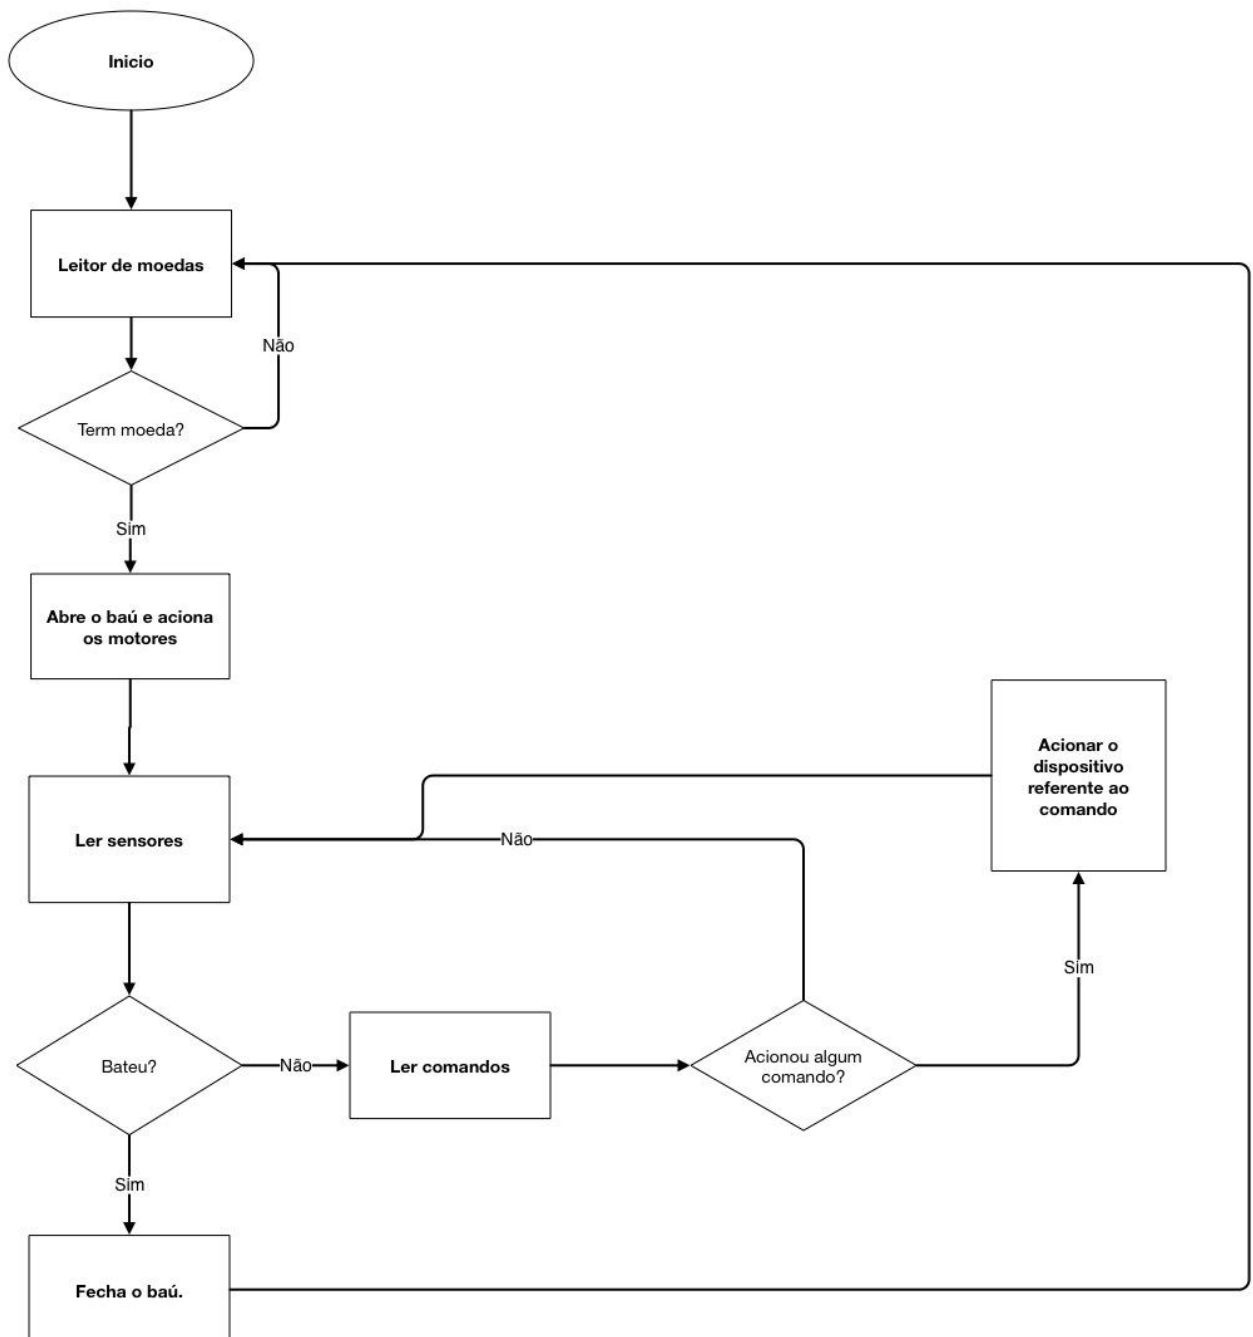 Inicio
Leitor de moedas
Não
Term moeda?
Sim
Abre o baú e aciona
os motores
Acionar o
dispositivo
referente ao
comando
Ler sensores
Não
Sim
Bateu?
Não
Ler comandos
Acionou algum
comando?
Sim
Fecha o baú.